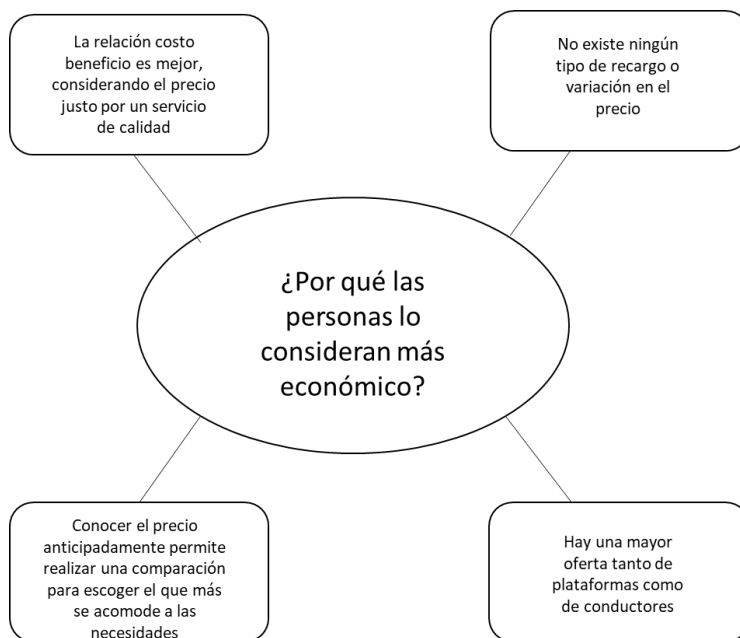 La relación costo
beneficio es mejor,
considerando el precio
justo por un servicio
de calidad
No existe ningún
tipo de recargo o
variación en el
precio
¿Por qué las
personas lo
consideran más
económico?
Conocer el precio
anticipadamente permite
realizar una comparación
para escoger el que más
se acomode a las
necesidades
Hay una mayor
oferta tanto de
plataformas como
de conductores